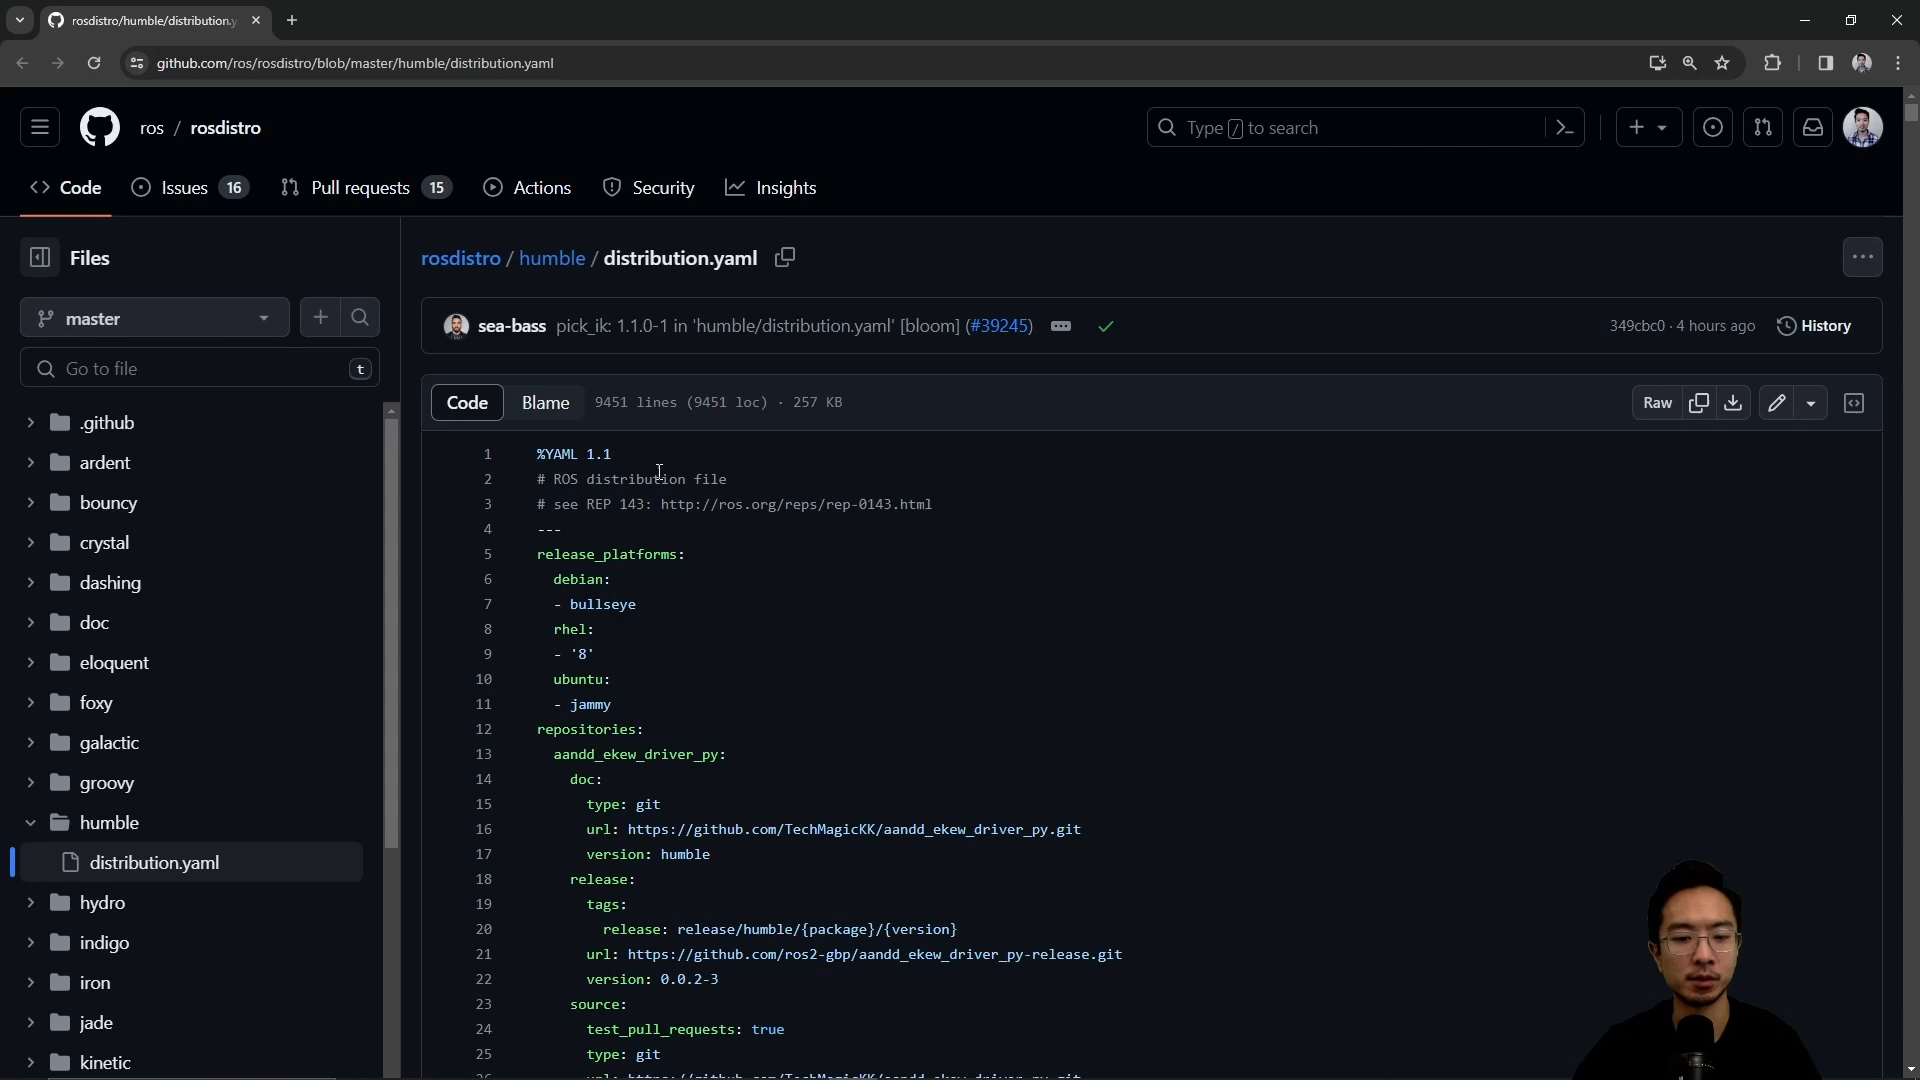 rosdistro/humble/distribution.y
github.com/ros/rosdistro/blob/master/humble/distribution.yaml
ros / rosdistro
Type / to search
Code
Issues 16
Pull requests 15
Actions
Security
Insights
Files
master
Go to file
t
.github
ardent
bouncy
crystal
dashing
doc
eloquent
foxy
galactic
groovy
humble
distribution.yaml
hydro
indigo
iron
jade
kinetic
rosdistro / humble / distribution.yaml
sea-bass pick_ik: 1.1.0-1 in 'humble/distribution.yaml' [bloom] (#39245)
349cbc0 · 4 hours ago
History
Code
Blame
9451 lines (9451 loc) · 257 KB
Raw
1 %YAML 1.1
2 # ROS distribution file
3 # see REP 143: http://ros.org/reps/rep-0143.html
4 ---
5 release_platforms:
6 debian:
7 - bullseye
8 rhel:
9 - '8'
10 ubuntu:
11 - jammy
12 repositories:
13 aandd_ekew_driver_py:
14 doc:
15 type: git
16 url: https://github.com/TechMagicKK/aandd_ekew_driver_py.git
17 version: humble
18 release:
19 tags:
20 release: release/humble/{package}/{version}
21 url: https://github.com/ros2-gbp/aandd_ekew_driver_py-release.git
22 version: 0.0.2-3
23 source:
24 test_pull_requests: true
25 type: git